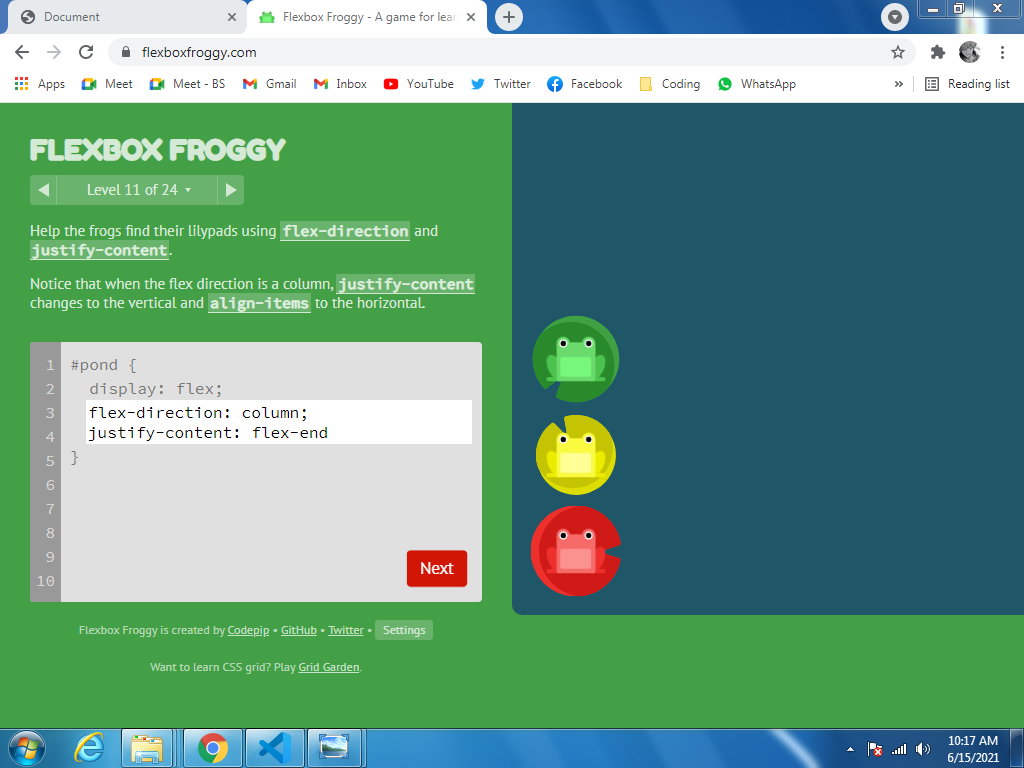 Document
Flexbox Froggy - A game for lear
flexboxfroggy.com
Apps Meet Meet - BS Gmail Inbox YouTube Twitter Facebook Coding WhatsApp » Reading list
FLEXBOX FROGGY
Level 11 of 24
Help the frogs find their lilypads using flex-direction and
justify-content.
Notice that when the flex direction is a column, justify-content
changes to the vertical and align-items to the horizontal.
1 #pond {
2 display: flex;
3 flex-direction: column;
4 justify-content: flex-end
5 }
6
7
8
9
10
Next
Flexbox Froggy is created by Codepip • GitHub • Twitter • Settings
Want to learn CSS grid? Play Grid Garden.
10:17 AM
6/15/2021